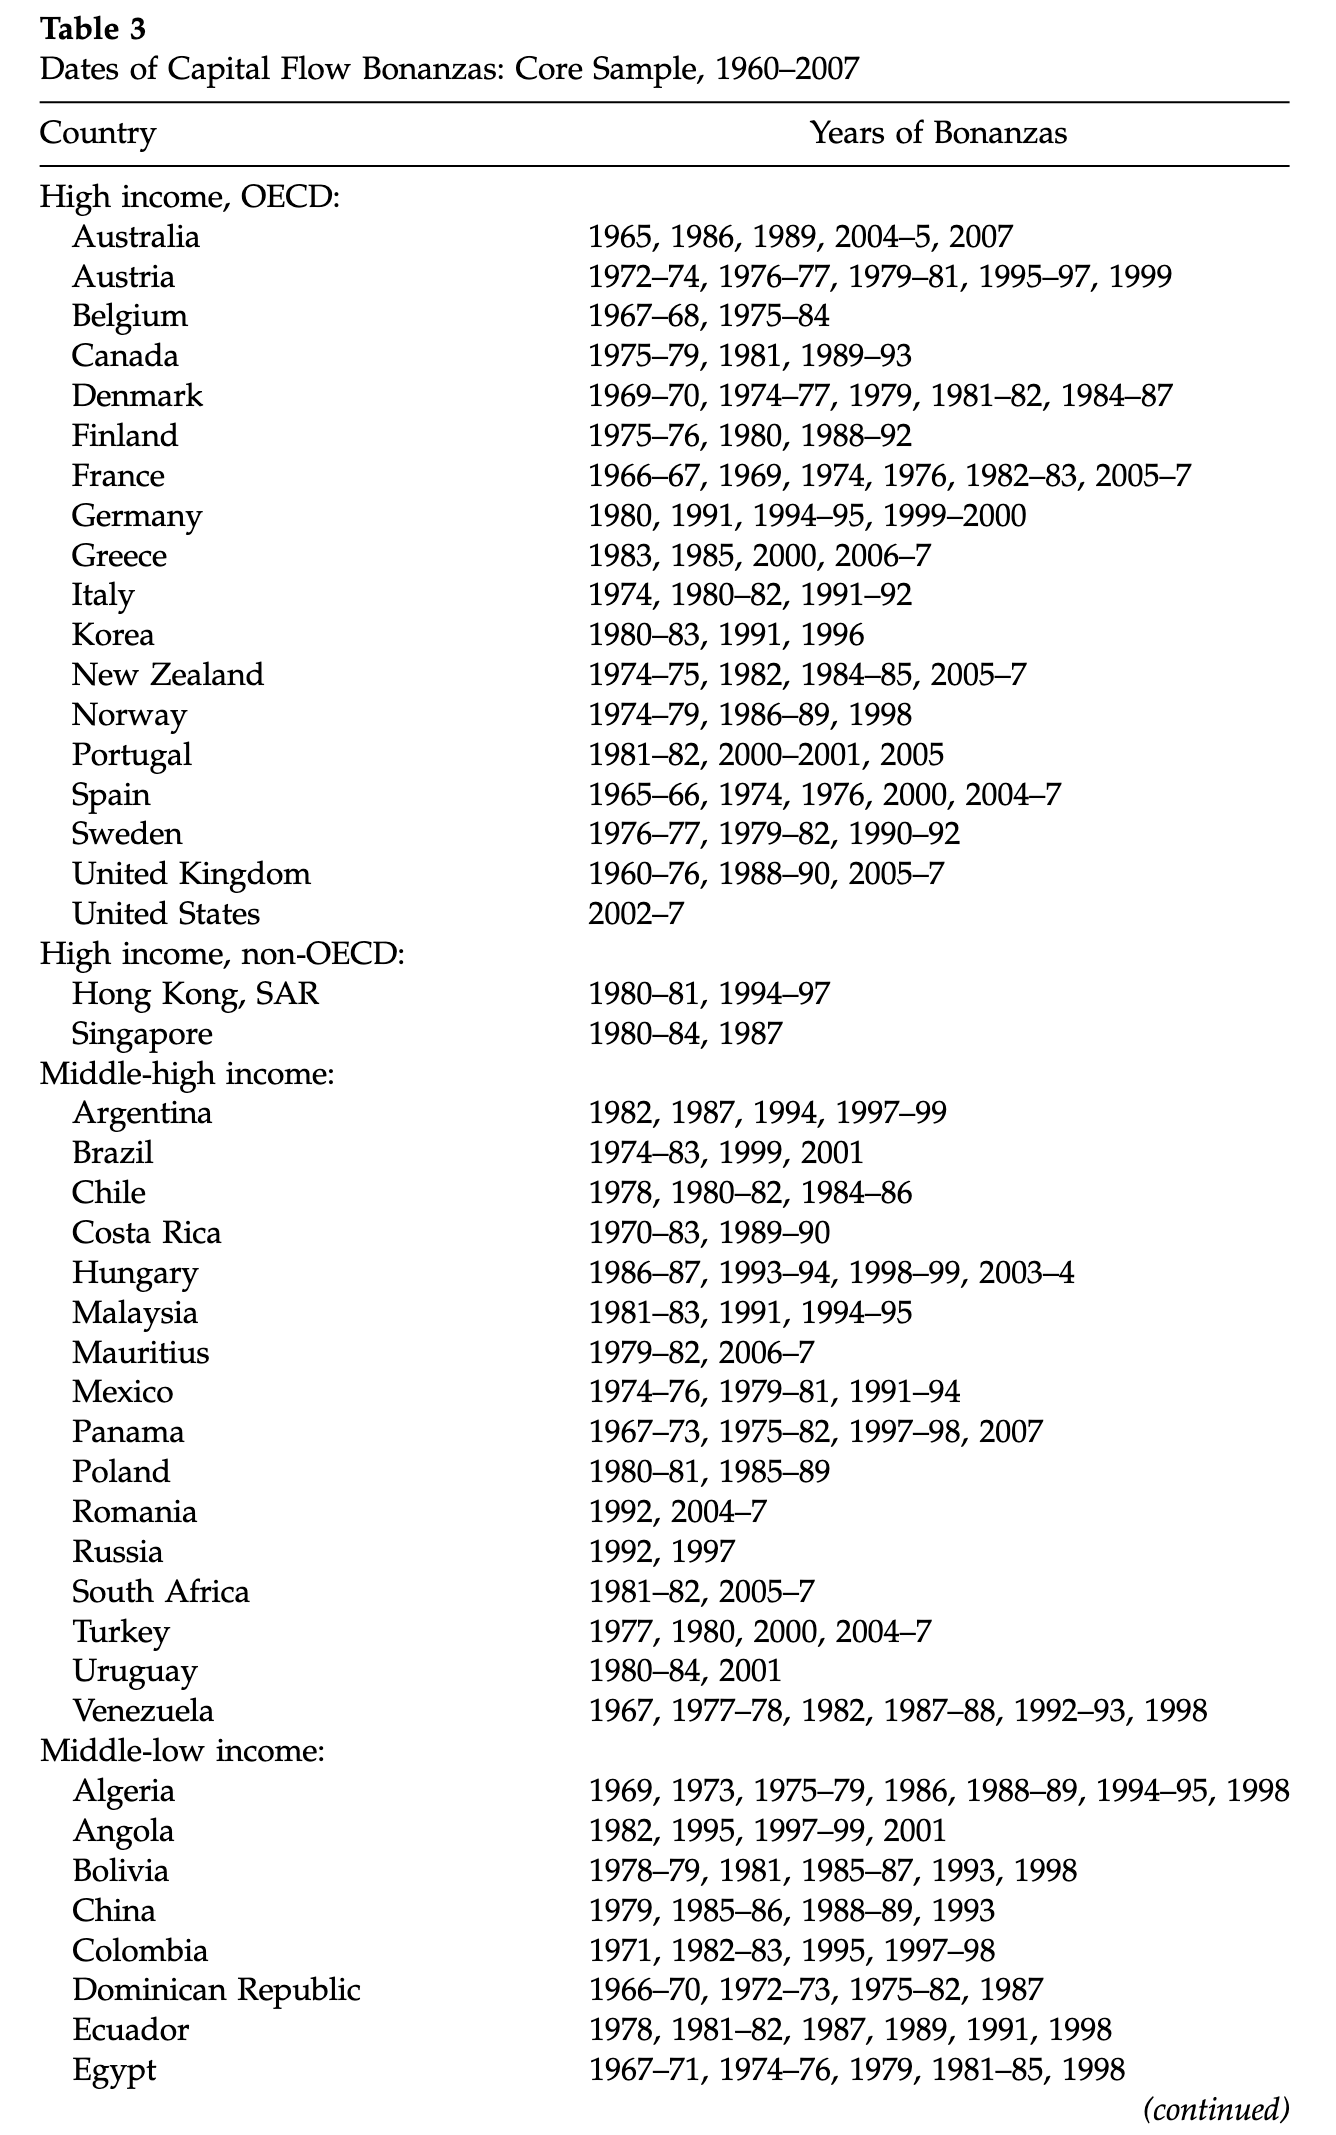 Table 3
Dates of Capital Flow Bonanzas: Core Sample, 1960–2007
Country Years of Bonanzas
High income, OECD:
Australia 1965, 1986, 1989, 2004–5, 2007
Austria 1972–74, 1976–77, 1979–81, 1995–97, 1999
Belgium 1967–68, 1975–84
Canada 1975–79, 1981, 1989–93
Denmark 1969–70, 1974–77, 1979, 1981–82, 1984–87
Finland 1975–76, 1980, 1988–92
France 1966–67, 1969, 1974, 1976, 1982–83, 2005–7
Germany 1980, 1991, 1994–95, 1999–2000
Greece 1983, 1985, 2000, 2006–7
Italy 1974, 1980–82, 1991–92
Korea 1980–83, 1991, 1996
New Zealand 1974–75, 1982, 1984–85, 2005–7
Norway 1974–79, 1986–89, 1998
Portugal 1981–82, 2000–2001, 2005
Spain 1965–66, 1974, 1976, 2000, 2004–7
Sweden 1976–77, 1979–82, 1990–92
United Kingdom 1960–76, 1988–90, 2005–7
United States 2002–7
High income, non-OECD:
Hong Kong, SAR 1980–81, 1994–97
Singapore 1980–84, 1987
Middle-high income:
Argentina 1982, 1987, 1994, 1997–99
Brazil 1974–83, 1999, 2001
Chile 1978, 1980–82, 1984–86
Costa Rica 1970–83, 1989–90
Hungary 1986–87, 1993–94, 1998–99, 2003–4
Malaysia 1981–83, 1991, 1994–95
Mauritius 1979–82, 2006–7
Mexico 1974–76, 1979–81, 1991–94
Panama 1967–73, 1975–82, 1997–98, 2007
Poland 1980–81, 1985–89
Romania 1992, 2004–7
Russia 1992, 1997
South Africa 1981–82, 2005–7
Turkey 1977, 1980, 2000, 2004–7
Uruguay 1980–84, 2001
Venezuela 1967, 1977–78, 1982, 1987–88, 1992–93, 1998
Middle-low income:
Algeria 1969, 1973, 1975–79, 1986, 1988–89, 1994–95, 1998
Angola 1982, 1995, 1997–99, 2001
Bolivia 1978–79, 1981, 1985–87, 1993, 1998
China 1979, 1985–86, 1988–89, 1993
Colombia 1971, 1982–83, 1995, 1997–98
Dominican Republic 1966–70, 1972–73, 1975–82, 1987
Ecuador 1978, 1981–82, 1987, 1989, 1991, 1998
Egypt 1967–71, 1974–76, 1979, 1981–85, 1998
(continued)